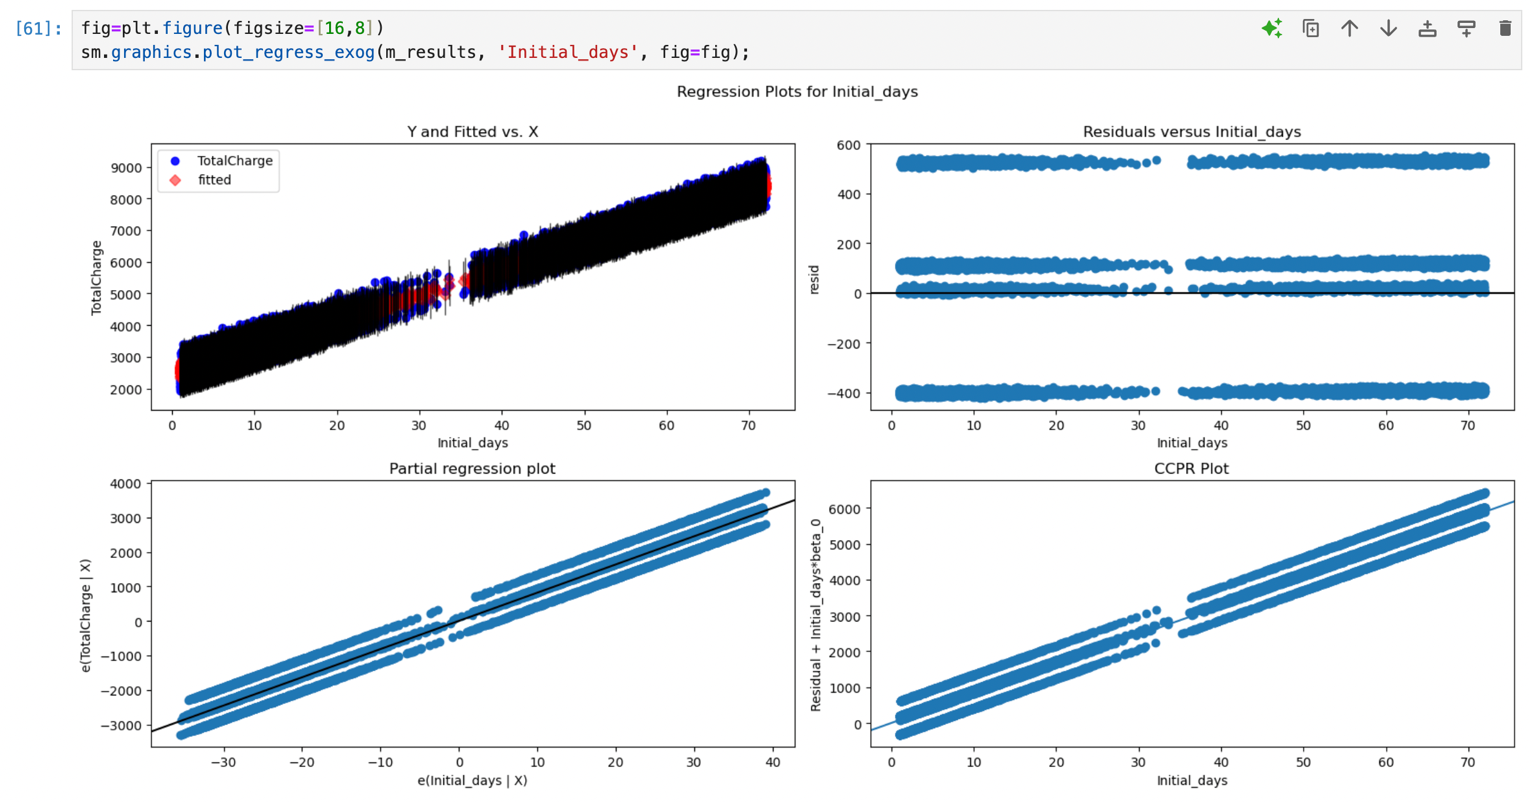 [61]: fig=plt.figure(figsize=[16,8])
sm.graphics.plot_regress_exog(m_results, 'Initial_days', fig=fig);
Regression Plots for Initial_days
Y and Fitted vs. X
TotalCharge
fitted
TotalCharge
9000
8000
7000
6000
5000
4000
3000
2000
0 10 20 30 40 50 60 70
Initial_days
Residuals versus Initial_days
resid
600
400
200
0
−200
−400
0 10 20 30 40 50 60 70
Initial_days
Partial regression plot
e(TotalCharge | X)
4000
3000
2000
1000
0
−1000
−2000
−3000
−30 −20 −10 0 10 20 30 40
e(Initial_days | X)
CCPR Plot
Residual + Initial_days*beta_0
6000
5000
4000
3000
2000
1000
0
0 10 20 30 40 50 60 70
Initial_days